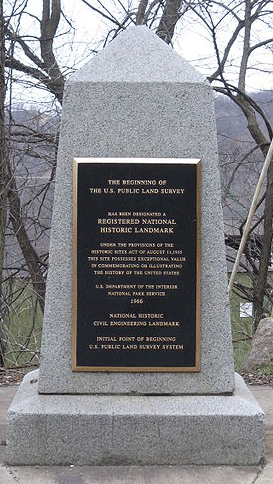 THE BEGINNING OF
THE U.S. PUBLIC LAND SURVEY
HAS BEEN DESIGNATED A
REGISTERED NATIONAL
HISTORIC LANDMARK
UNDER THE PROVISIONS OF THE
HISTORIC SITES ACT OF AUGUST 21,1935
THIS SITE POSSESSES EXCEPTIONAL VALUE
IN COMMEMORATING OR ILLUSTRATING
THE HISTORY OF THE UNITED STATES
U.S. DEPARTMENT OF THE INTERIOR
NATIONAL PARK SERVICE
1966
NATIONAL HISTORIC
CIVIL ENGINEERING LANDMARK
INITIAL POINT OF BEGINNING
U.S. PUBLIC LAND SURVEY SYSTEM